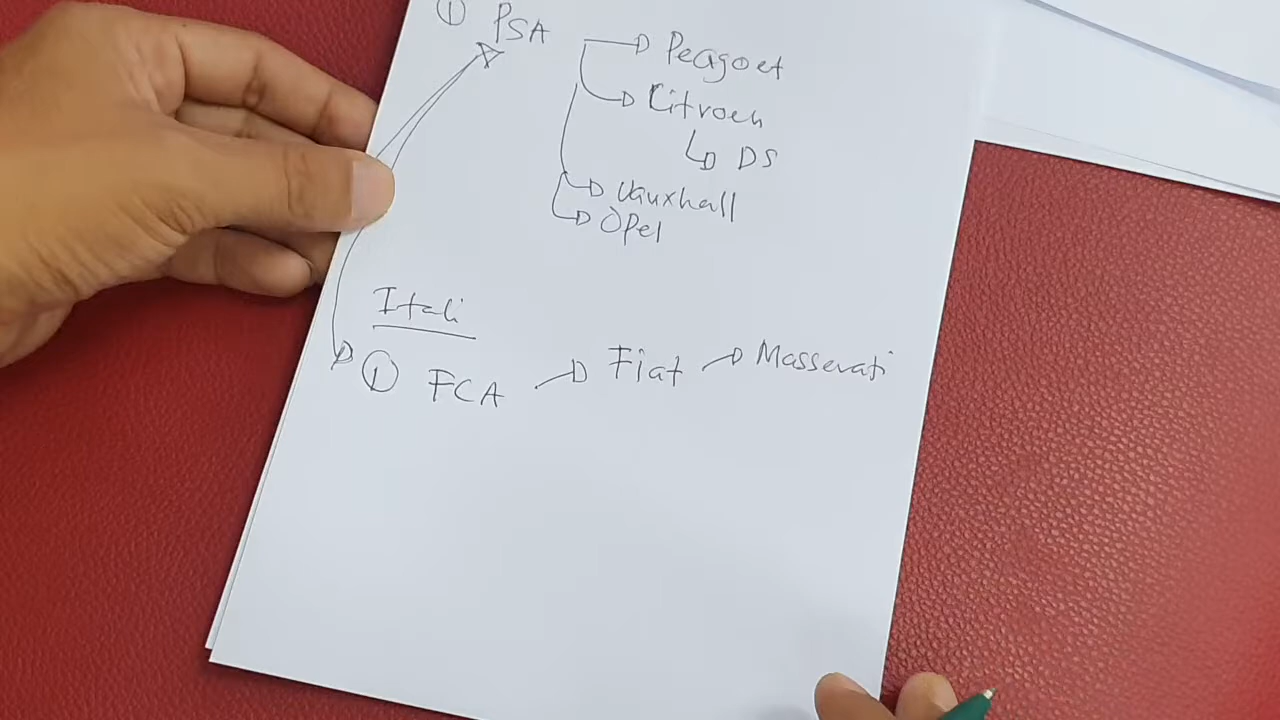 ① PSA → Peagoet
→ Citroen
↳ DS
→ Vauxhall
→ Opel
Itali
① FCA → Fiat → Masserati